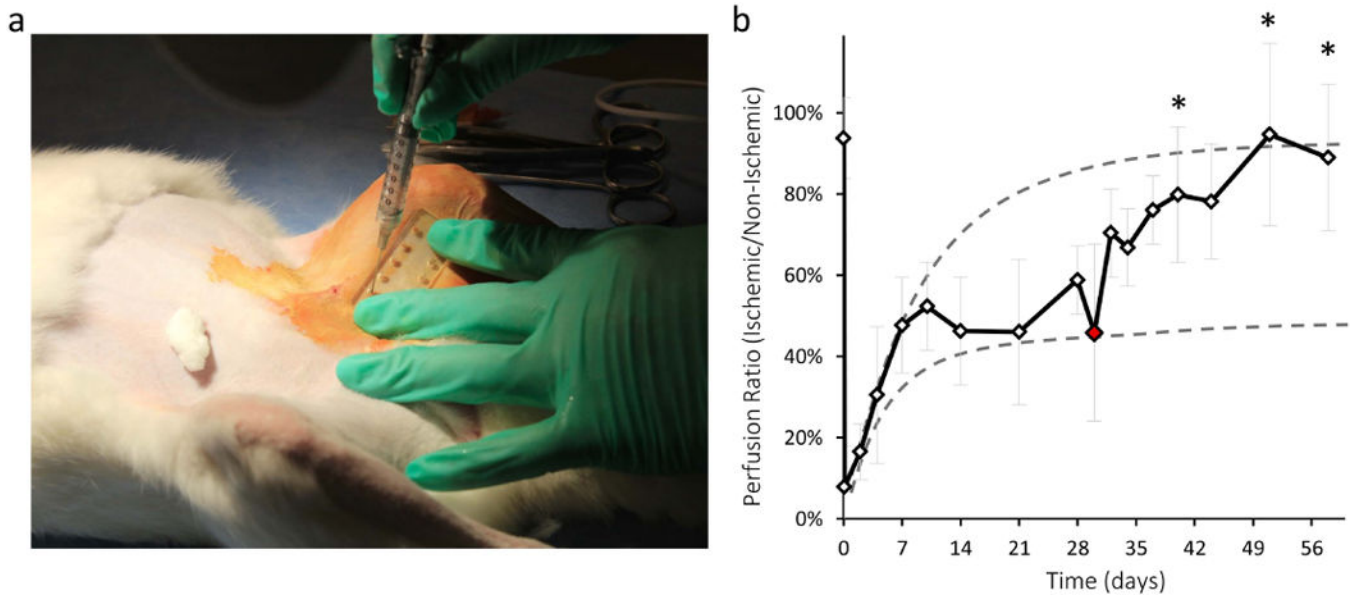 a
b
Perfusion Ratio (Ischemic/Non-Ischemic)
100%
80%
60%
40%
20%
0%
*
*
*
0 7 14 21 28 35 42 49 56
Time (days)